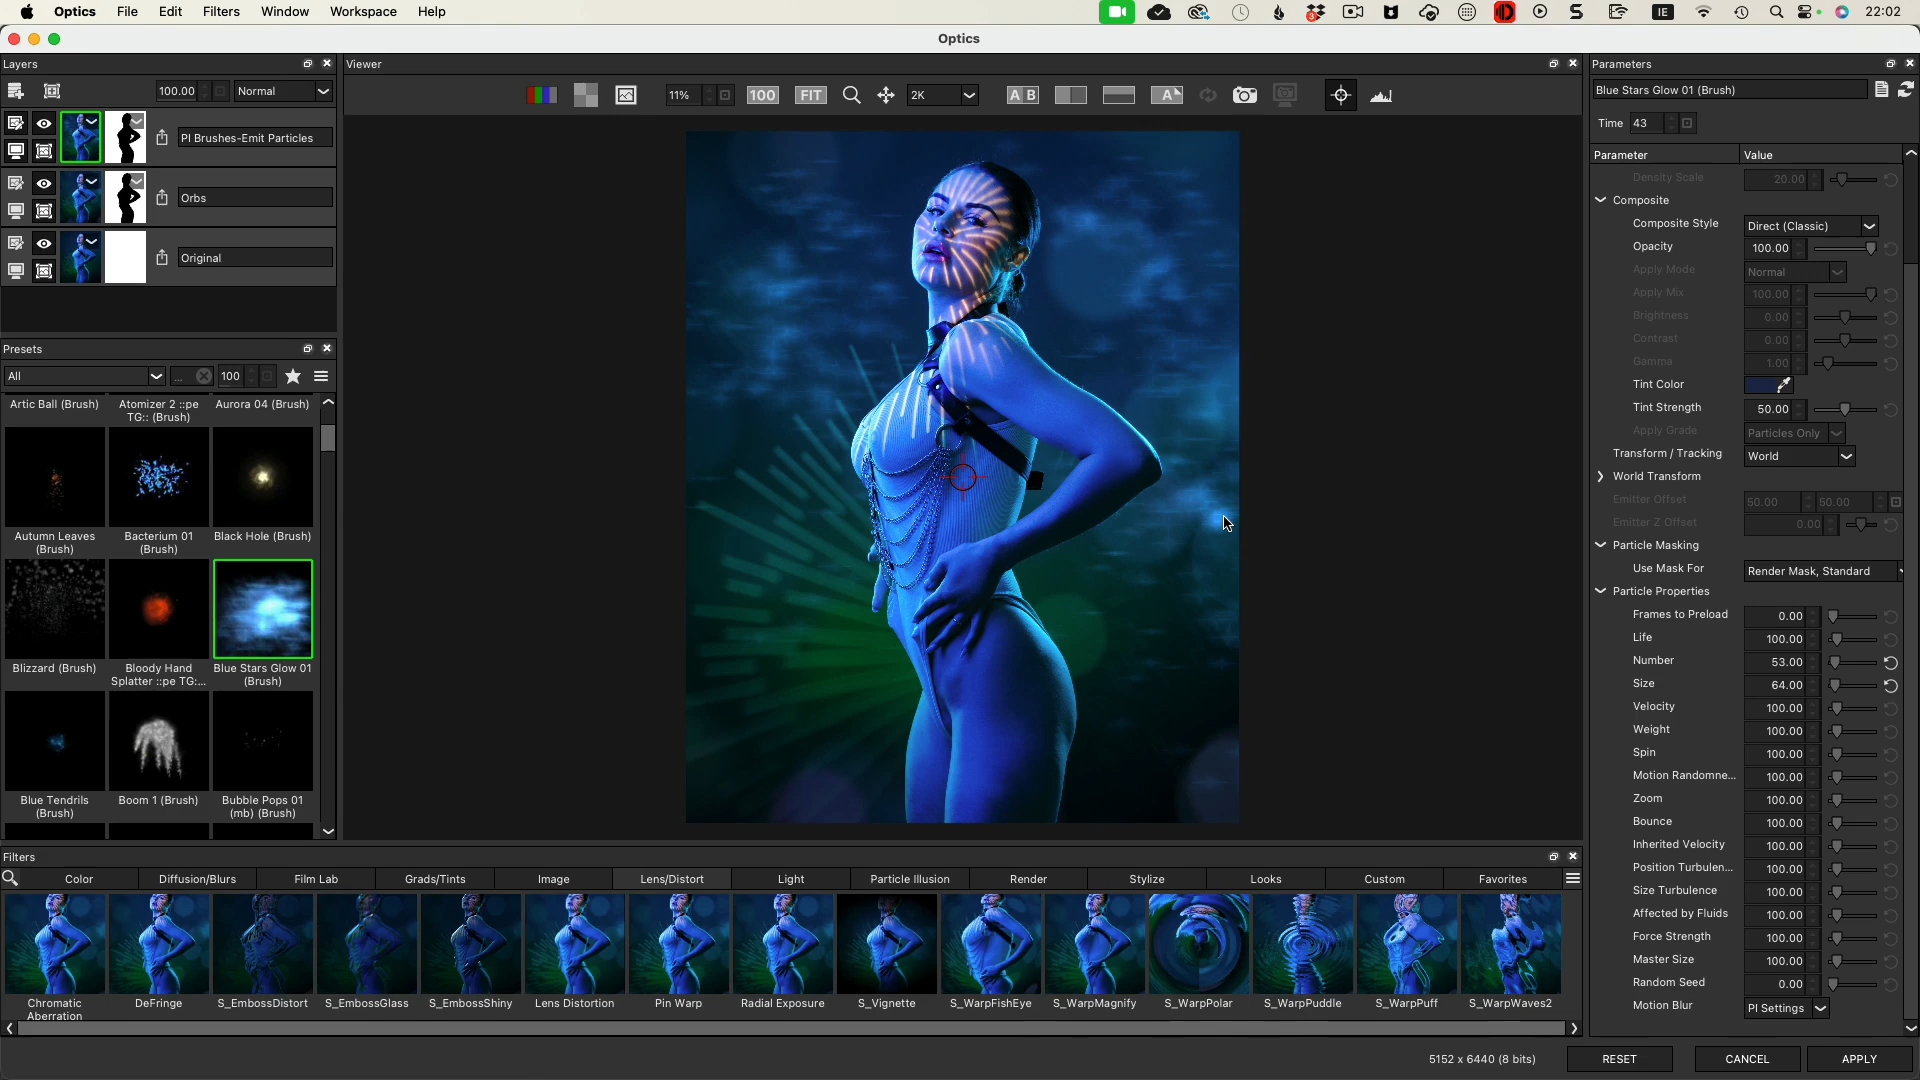 Optics File Edit Filters Window Workspace Help 3 IE 22:02
Optics
Layers
100.00 Normal
PI Brushes-Emit Particles
Orbs
Original
Presets
All ... 100
Artic Ball (Brush) Atomizer 2 ::pe TG:: (Brush) Aurora 04 (Brush)
Autumn Leaves (Brush) Bacterium 01 (Brush) Black Hole (Brush)
Blizzard (Brush) Bloody Hand Splatter ::pe TG:... Blue Stars Glow 01 (Brush)
Blue Tendrils (Brush) Boom 1 (Brush) Bubble Pops 01 (mb) (Brush)
Viewer
11% 100 FIT 2K A B A
Filters
Color Diffusion/Blurs Film Lab Grads/Tints Image Lens/Distort Light Particle Illusion Render Stylize Looks Custom Favorites
Chromatic Aberration DeFringe S_EmbossDistort S_EmbossGlass S_EmbossShiny Lens Distortion Pin Warp Radial Exposure S_Vignette S_WarpFishEye S_WarpMagnify S_WarpPolar S_WarpPuddle S_WarpPuff S_WarpWaves2
Parameters
Blue Stars Glow 01 (Brush)
Time 43
Parameter Value
Density Scale 20.00
Composite
Composite Style Direct (Classic)
Opacity 100.00
Apply Mode Normal
Apply Mix 100.00
Brightness 0.00
Contrast 0.00
Gamma 1.00
Tint Color
Tint Strength 50.00
Apply Grade Particles Only
Transform / Tracking World
World Transform
Emitter Offset 50.00 50.00
Emitter Z Offset 0.00
Particle Masking
Use Mask For Render Mask, Standard
Particle Properties
Frames to Preload 0.00
Life 100.00
Number 53.00
Size 64.00
Velocity 100.00
Weight 100.00
Spin 100.00
Motion Randomne... 100.00
Zoom 100.00
Bounce 100.00
Inherited Velocity 100.00
Position Turbulen... 100.00
Size Turbulence 100.00
Affected by Fluids 100.00
Force Strength 100.00
Master Size 100.00
Random Seed 0.00
Motion Blur PI Settings
5152 x 6440 (8 bits) RESET CANCEL APPLY